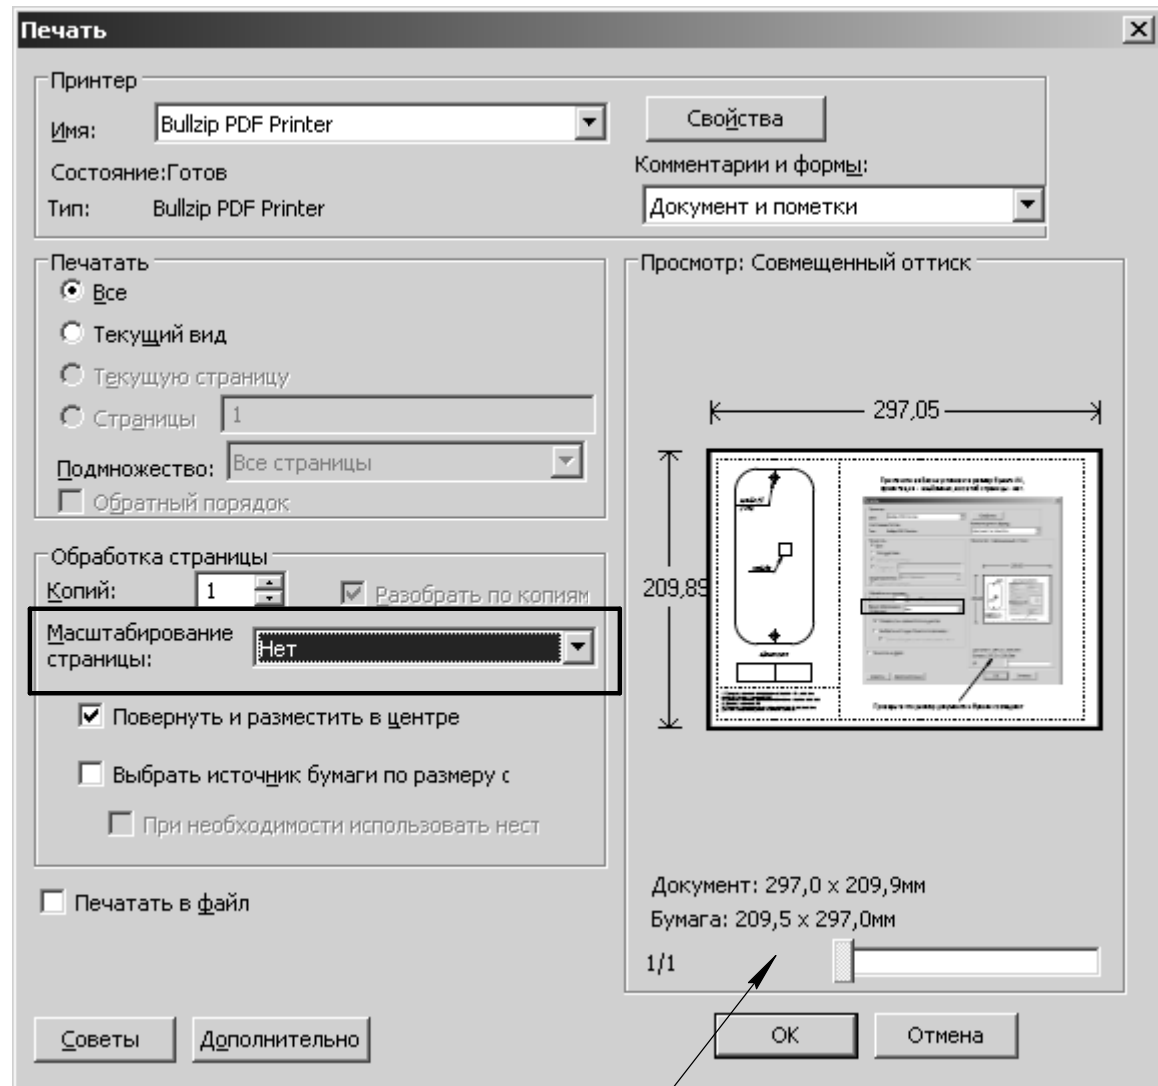 Печать
Принтер
Имя: Bullzip PDF Printer
Свойства
Состояние:Готов
Комментарии и формы:
Тип: Bullzip PDF Printer
Документ и пометки
Печатать
Все
Текущий вид
Текущую страницу
Страницы 1
Подмножество: Все страницы
Обратный порядок
Обработка страницы
Копий: 1
Разобрать по копиям
Масштабирование
страницы:
Нет
Повернуть и разместить в центре
Выбрать источник бумаги по размеру с
При необходимости использовать нест
Печатать в файл
Советы
Дополнительно
Просмотр: Совмещенный оттиск
297,05
209,89
Документ: 297,0 x 209,9мм
Бумага: 209,5 x 297,0мм
1/1
OK
Отмена